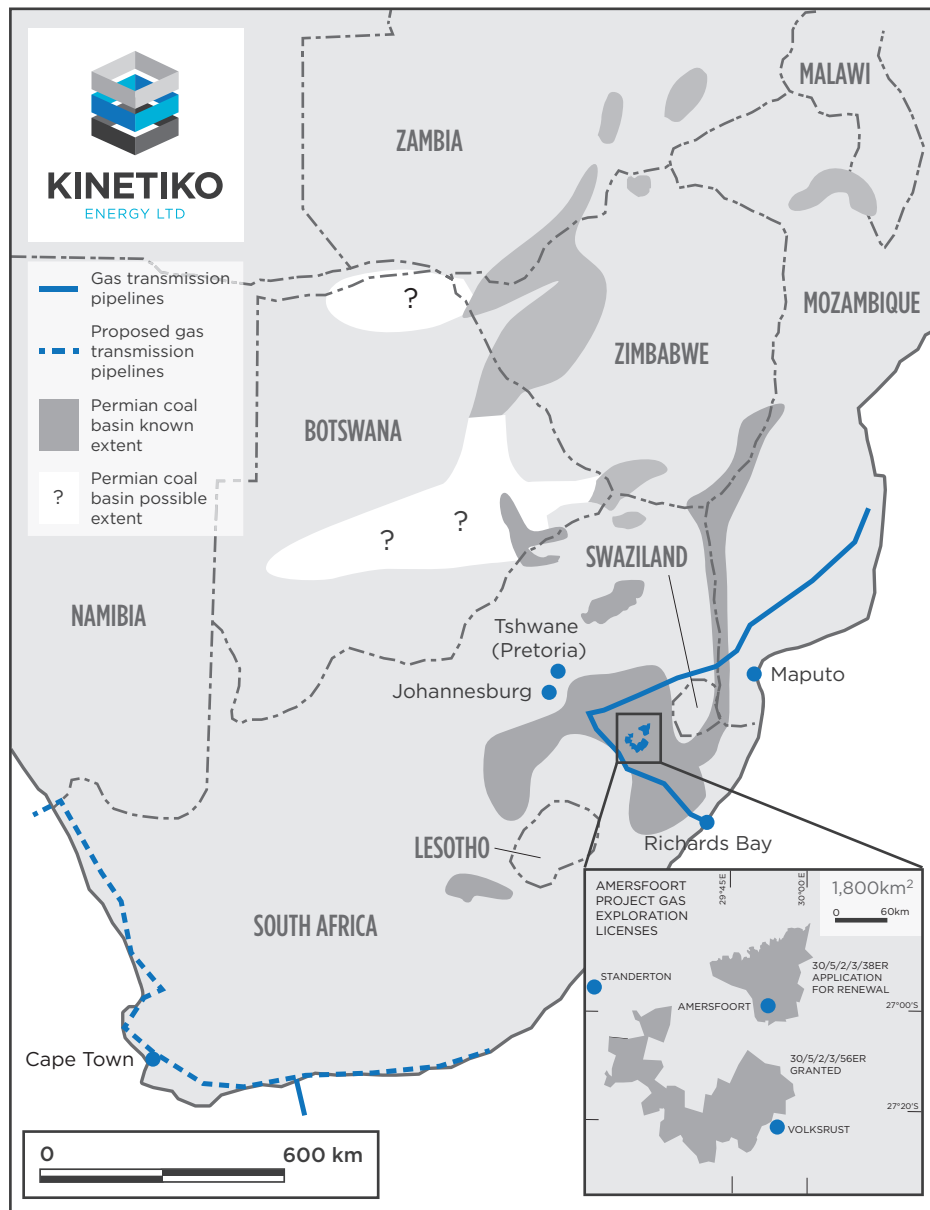 KINETIKO
ENERGY LTD
Gas transmission
pipelines
Proposed gas
transmission
pipelines
Permian coal
basin known
extent
?
Permian coal
basin possible
extent
MALAWI
ZAMBIA
?
MOZAMBIQUE
ZIMBABWE
BOTSWANA
?
?
SWAZILAND
NAMIBIA
Tshwane
(Pretoria)
Johannesburg
Maputo
Richards Bay
LESOTHO
SOUTH AFRICA
Cape Town
0
600 km
AMERSFOORT
PROJECT GAS
EXPLORATION
LICENSES
29°45E
30°00 E
1,800km²
0
60km
STANDERTON
30/5/2/3/38ER
APPLICATION
FOR RENEWAL
AMERSFOORT
27°00'S
30/5/2/3/56ER
GRANTED
27°20'S
VOLKSRUST